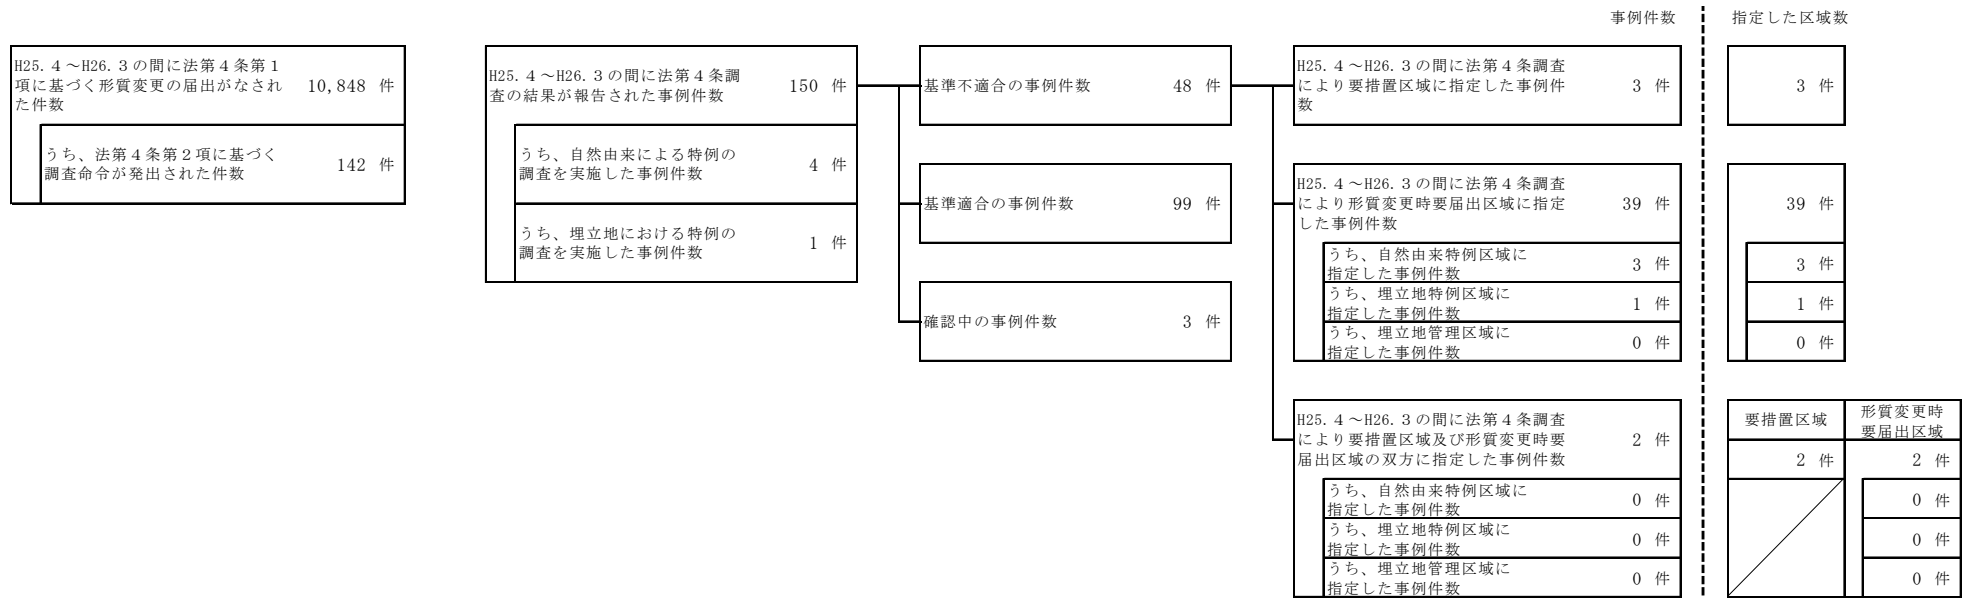 事例件数
指定した区域数
H25.4～H26.3の間に法第4条第1
項に基づく形質変更の届出がなされ
た件数
10,848 件
うち、法第4条第2項に基づく
調査命令が発出された件数
142 件
H25.4～H26.3の間に法第4条調
査の結果が報告された事例件数
150 件
うち、自然由来による特例の
調査を実施した事例件数
4 件
うち、埋立地における特例の
調査を実施した事例件数
1 件
基準不適合の事例件数 48 件
基準適合の事例件数 99 件
確認中の事例件数 3 件
H25.4～H26.3の間に法第4条調査
により要措置区域に指定した事例件
数
3 件
3 件
H25.4～H26.3の間に法第4条調査
により形質変更時要届出区域に指定
した事例件数
39 件
39 件
うち、自然由来特例区域に
指定した事例件数
3 件
3 件
うち、埋立地特例区域に
指定した事例件数
1 件
1 件
うち、埋立地管理区域に
指定した事例件数
0 件
0 件
H25.4～H26.3の間に法第4条調査
により要措置区域及び形質変更時要
届出区域の双方に指定した事例件数
2 件
要措置区域
形質変更時
要届出区域
2 件
2 件
うち、自然由来特例区域に
指定した事例件数
0 件
0 件
うち、埋立地特例区域に
指定した事例件数
0 件
0 件
うち、埋立地管理区域に
指定した事例件数
0 件
0 件